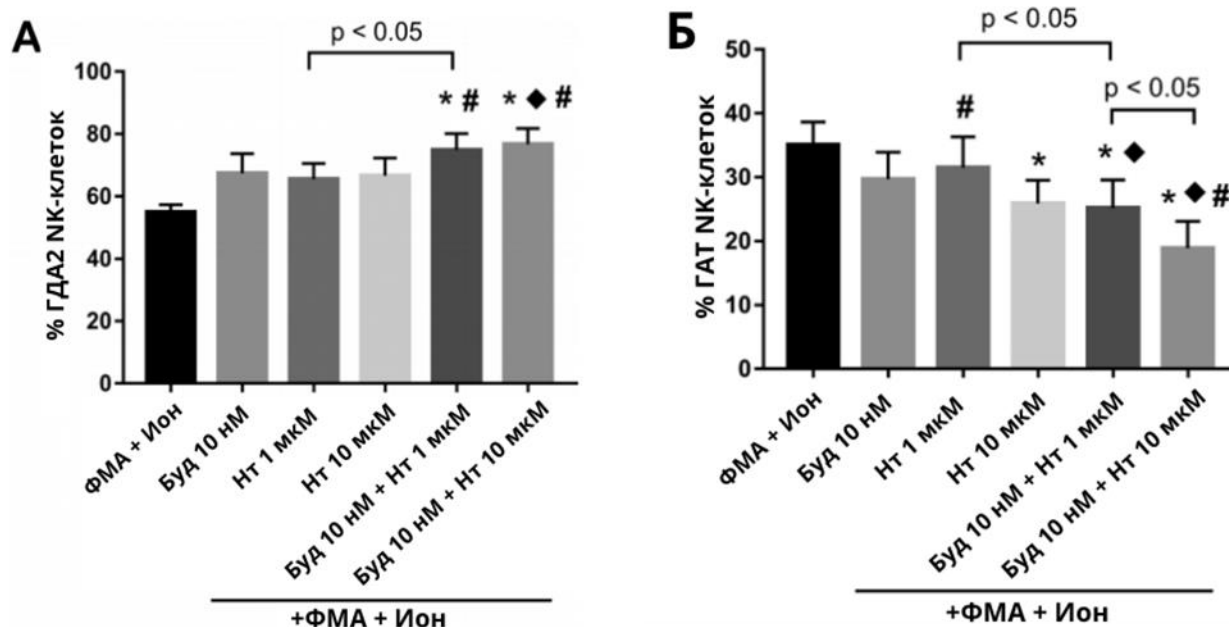 А
p < 0.05
* #
* ◆ #
% ГДА2 NK-клеток
100
80
60
40
20
0
ФМА + Ион
Буд 10 нМ
Нт 1 мкМ
Нт 10 мкМ
Буд 10 нМ + Нт 1 мкМ
Буд 10 нМ + Нт 10 мкМ
+ФМА + Ион
Б
p < 0.05
p < 0.05
#
*
* ◆
* ◆ #
% ГАТ NK-клеток
50
40
30
20
10
0
ФМА + Ион
Буд 10 нМ
Нт 1 мкМ
Нт 10 мкМ
Буд 10 нМ + Нт 1 мкМ
Буд 10 нМ + Нт 10 мкМ
+ФМА + Ион